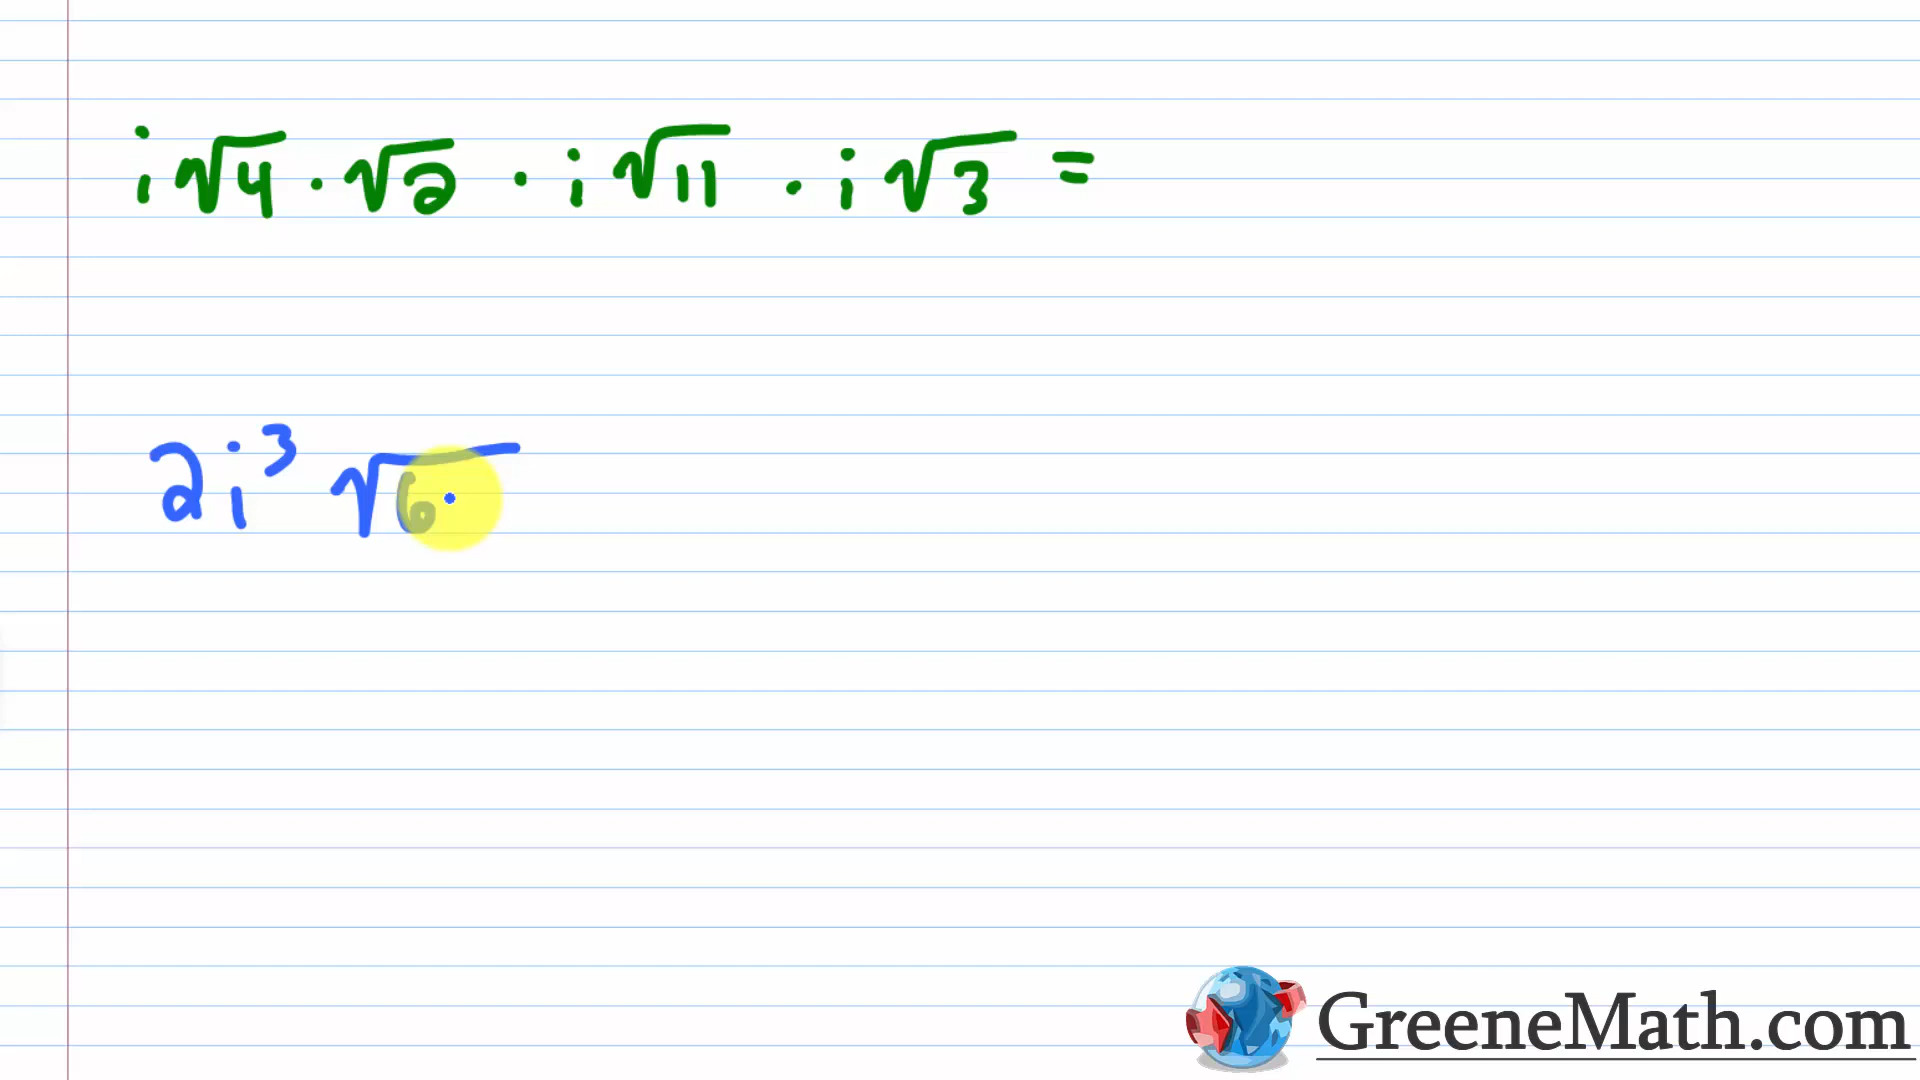 i√4 · √2 · i√11 · i√3 =
2i³ √6
GreeneMath.com